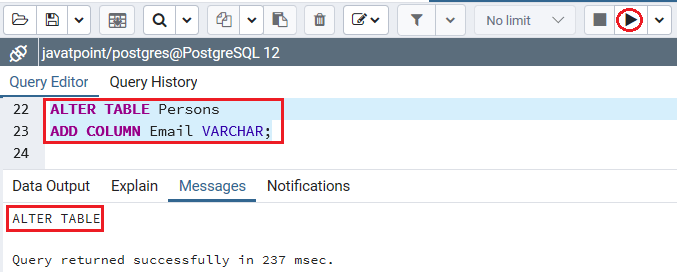 No limit
javatpoint/postgres@PostgreSQL 12
Query Editor Query History
22 ALTER TABLE Persons
23 ADD COLUMN Email VARCHAR;
24
Data Output Explain Messages Notifications
ALTER TABLE
Query returned successfully in 237 msec.